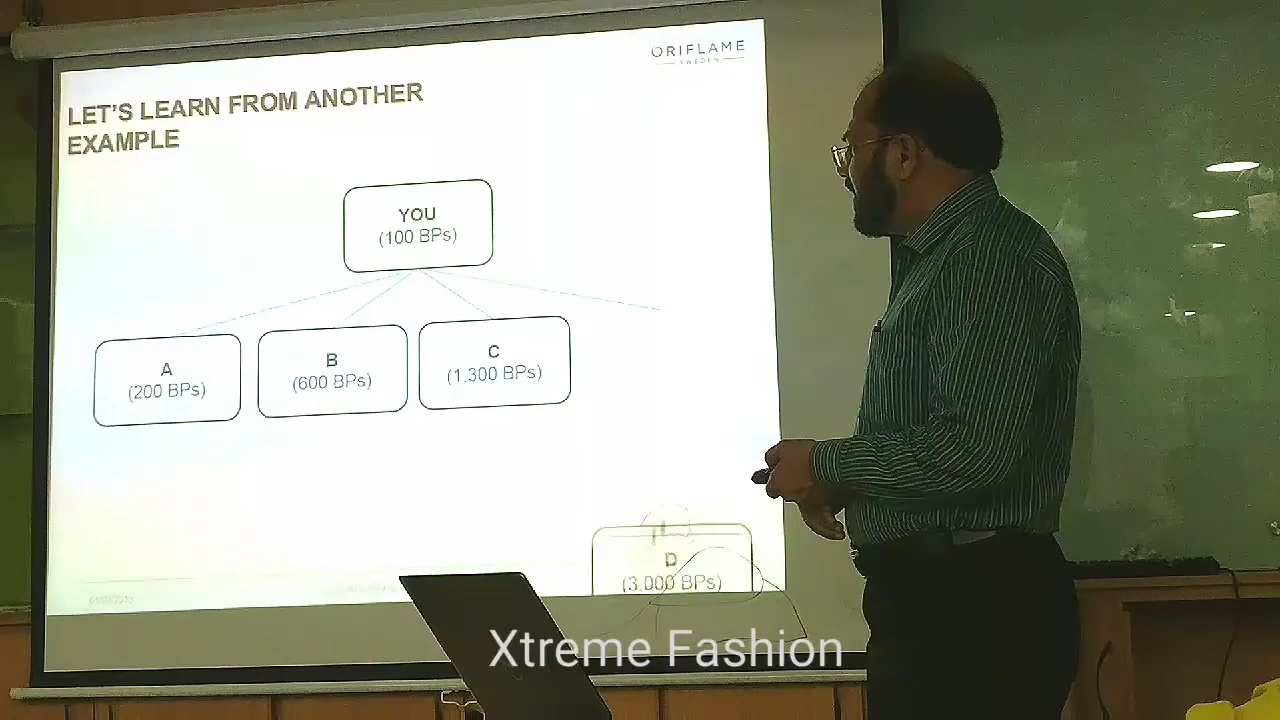 ORIFLAME
SWEDEN
LET'S LEARN FROM ANOTHER
EXAMPLE
YOU
(100 BPs)
A
(200 BPs)
B
(600 BPs)
C
(1,300 BPs)
D
(3,000 BPs)
Xtreme Fashion